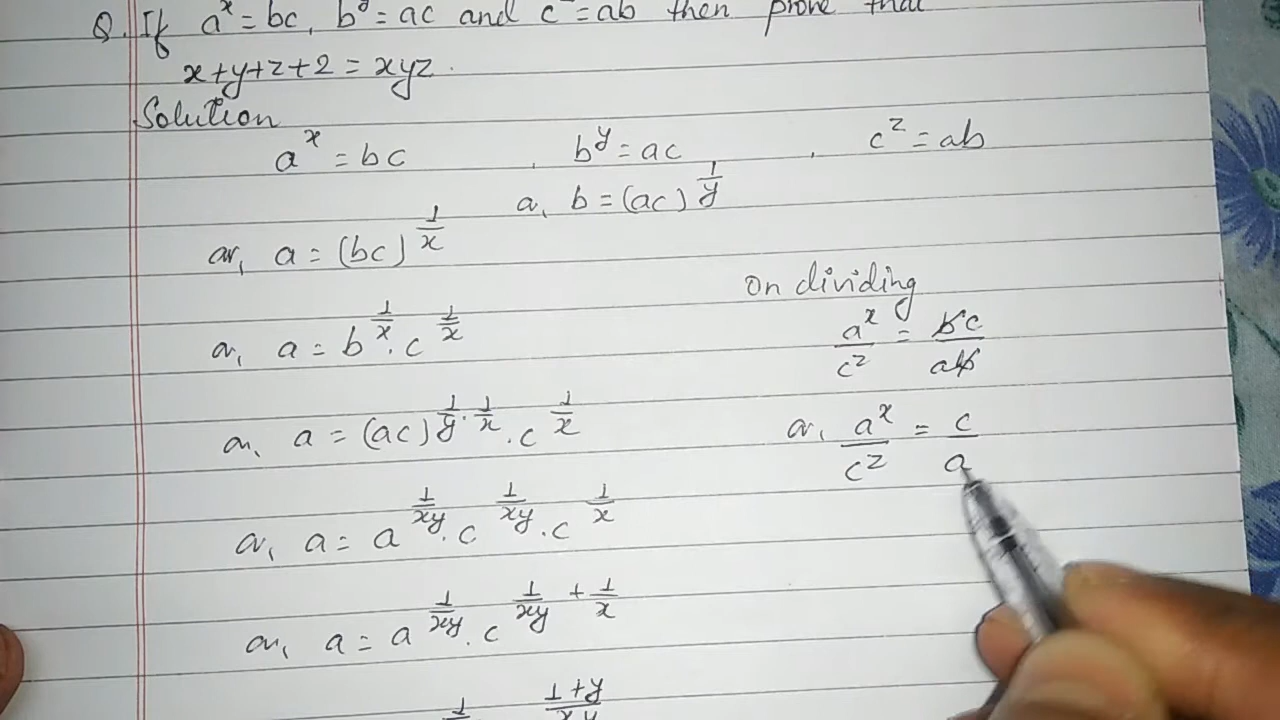 Q. If a^x = bc, b^y = ac and c^z = ab then prove that
x+y+z+2 = xyz.
Solution
a^x = bc , b^y = ac , c^z = ab
or, b = (ac)^(1/y)
or, a = (bc)^(1/x)
or, a = b^(1/x) . c^(1/x)
or, a = (ac)^(1/y . 1/x) . c^(1/x)
or, a = a^(1/xy) . c^(1/xy) . c^(1/x)
or, a = a^(1/xy) . c^(1/xy + 1/x)
On dividing
a^x/c^z = bc/ab
or, a^x/c^z = c/a